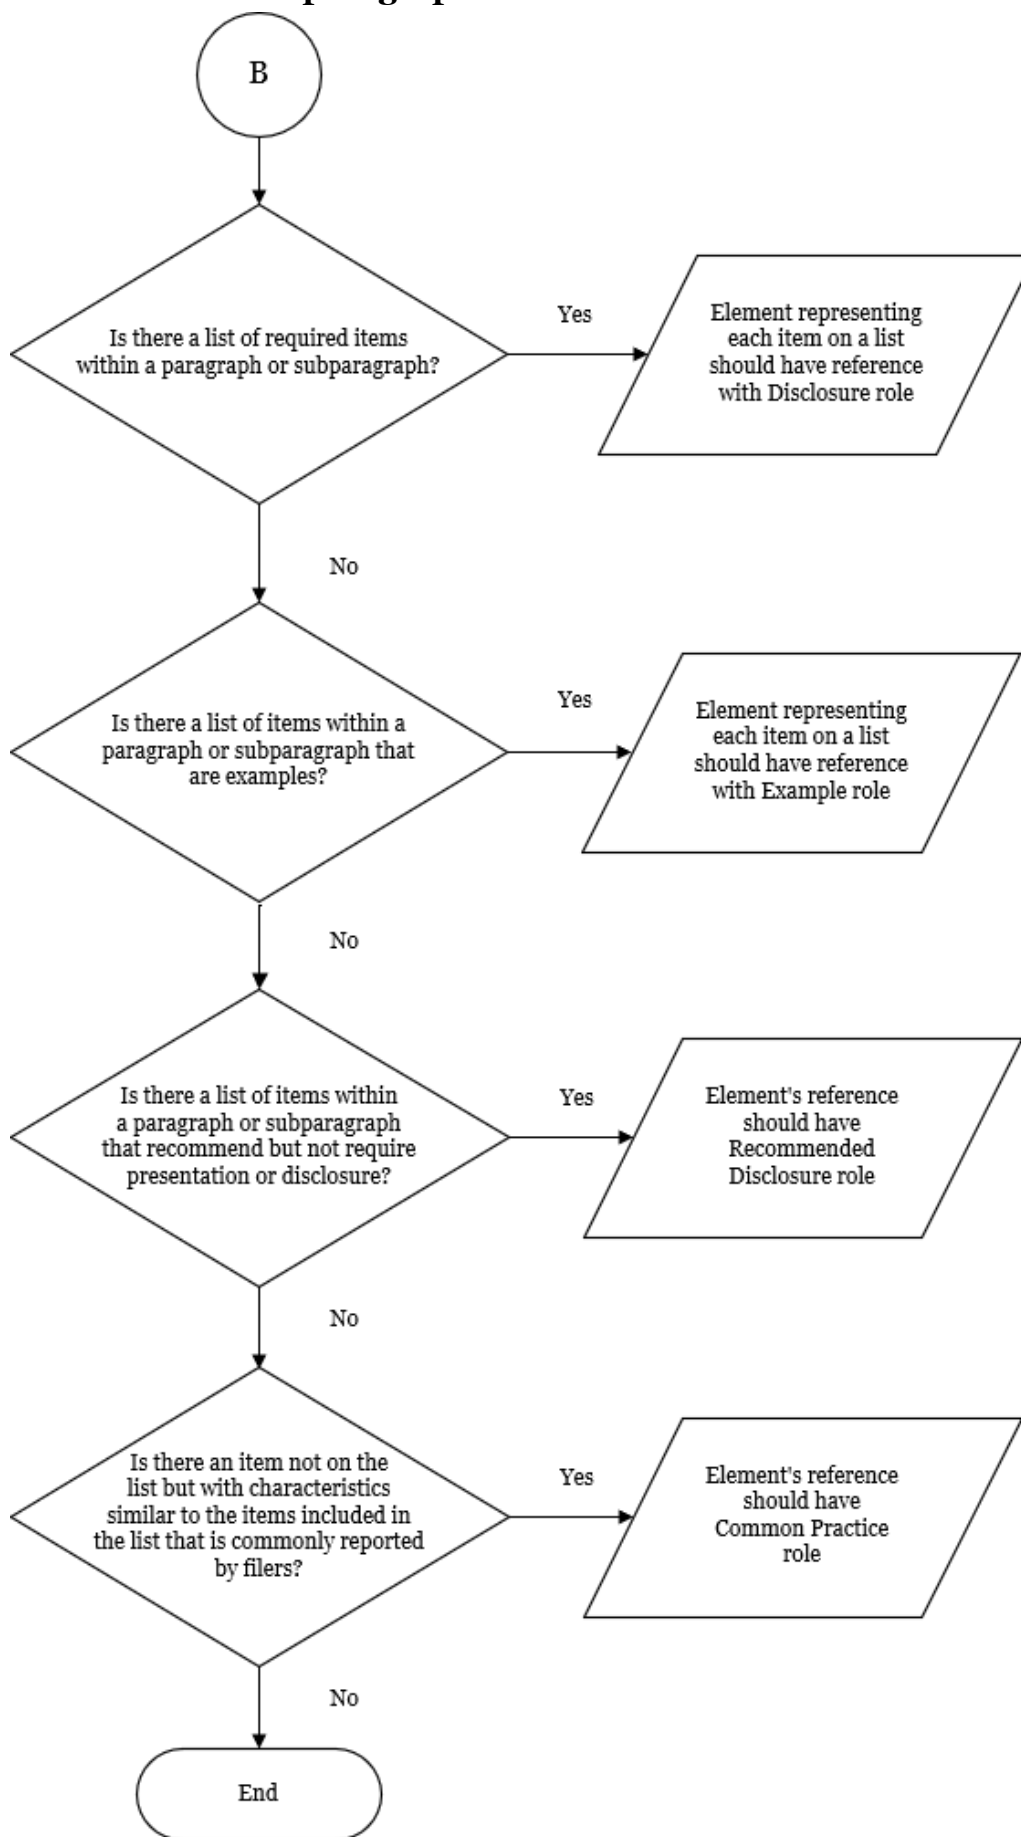 B
Is there a list of required items
within a paragraph or subparagraph?
Yes
Element representing
each item on a list
should have reference
with Disclosure role
No
Is there a list of items within a
paragraph or subparagraph that
are examples?
Yes
Element representing
each item on a list
should have reference
with Example role
No
Is there a list of items within
a paragraph or subparagraph
that recommend but not require
presentation or disclosure?
Yes
Element's reference
should have
Recommended
Disclosure role
No
Is there an item not on the
list but with characteristics
similar to the items included in
the list that is commonly reported
by filers?
Yes
Element's reference
should have
Common Practice
role
No
End